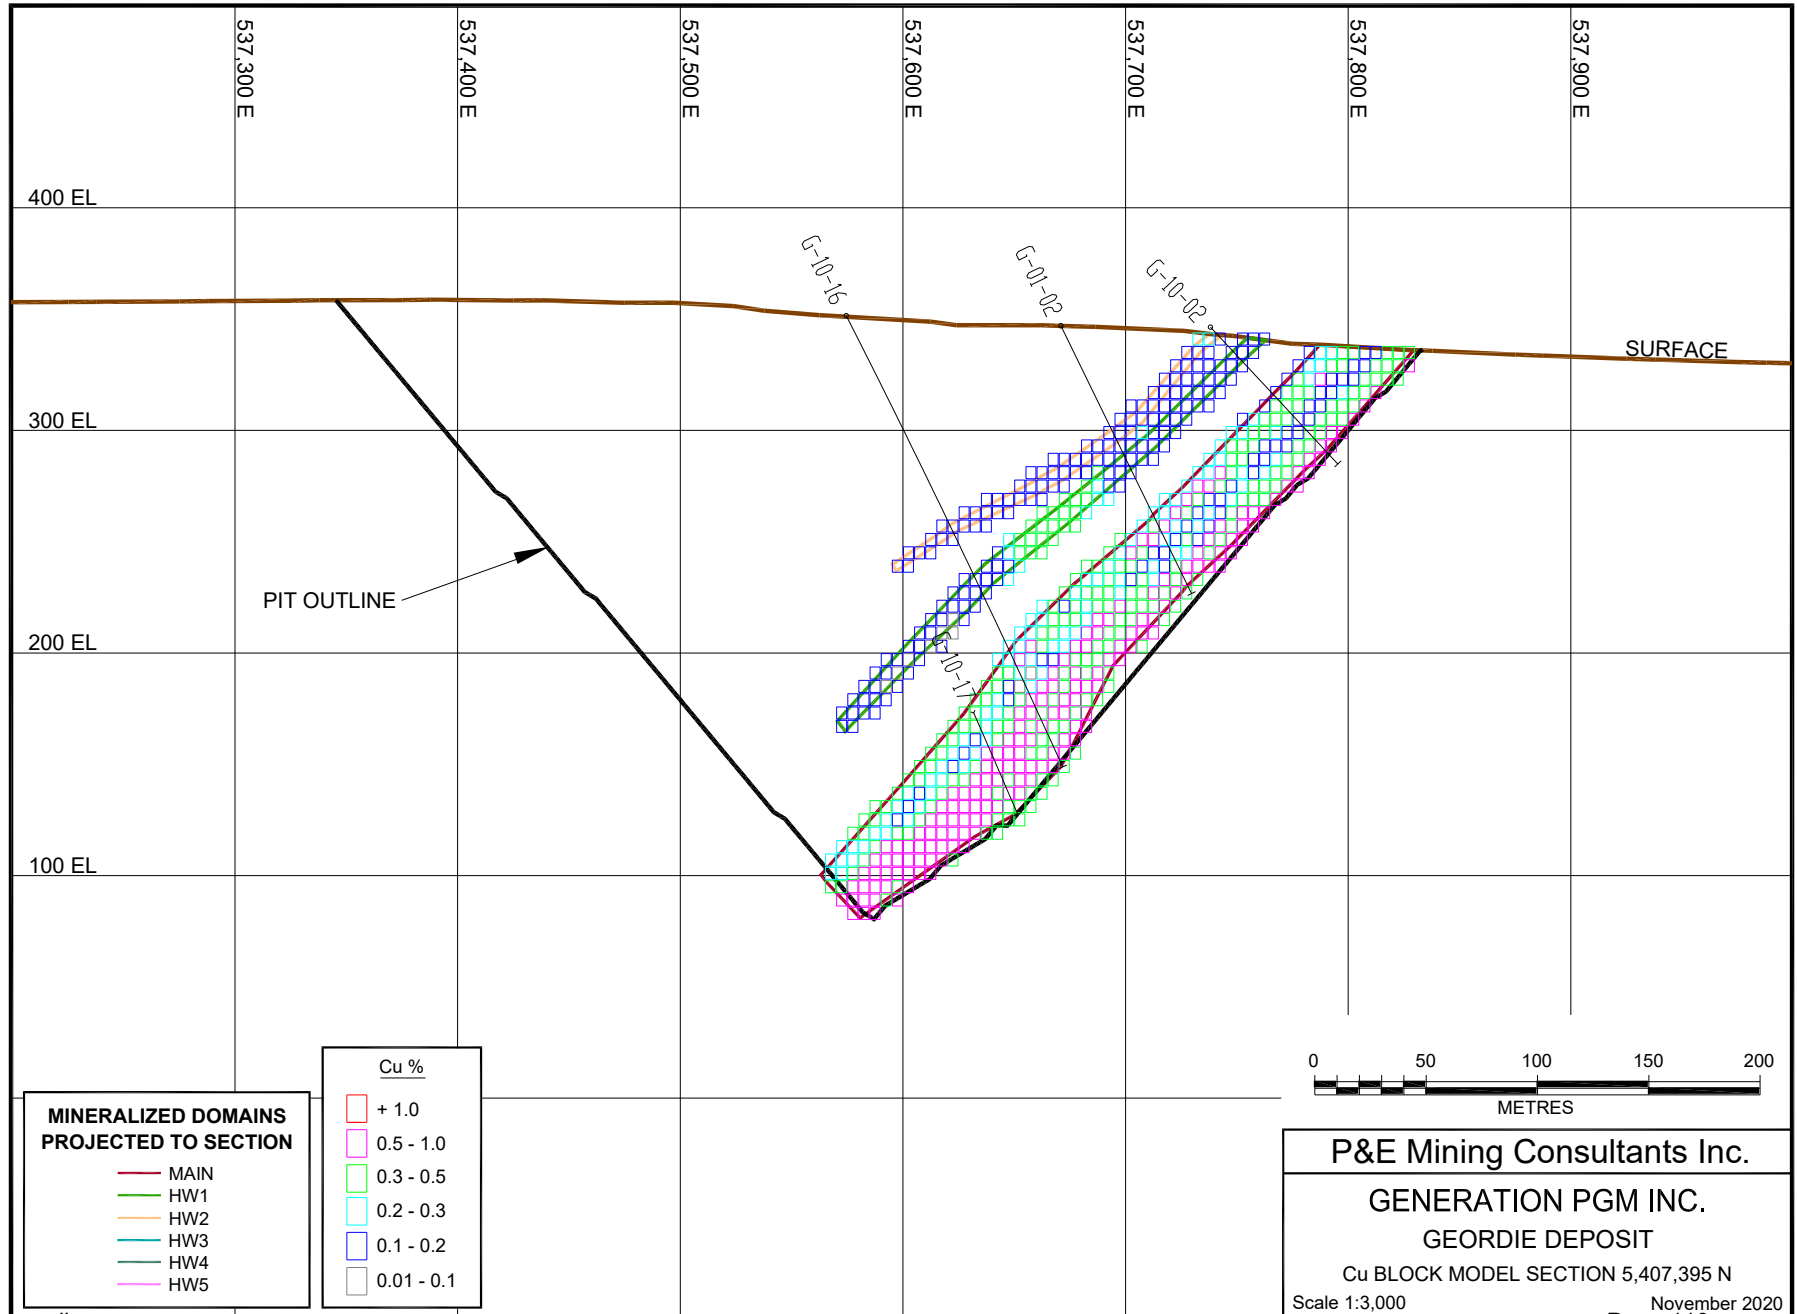 537,300 E
537,400 E
537,500 E
537,600 E
537,700 E
537,800 E
537,900 E
400 EL
300 EL
200 EL
100 EL
G-10-16
G-01-02
G-10-02
G-10-17
SURFACE
PIT OUTLINE
MINERALIZED DOMAINS
PROJECTED TO SECTION
MAIN
HW1
HW2
HW3
HW4
HW5
Cu %
+ 1.0
0.5 - 1.0
0.3 - 0.5
0.2 - 0.3
0.1 - 0.2
0.01 - 0.1
0 50 100 150 200
METRES
P&E Mining Consultants Inc.
GENERATION PGM INC.
GEORDIE DEPOSIT
Cu BLOCK MODEL SECTION 5,407,395 N
Scale 1:3,000 November 2020